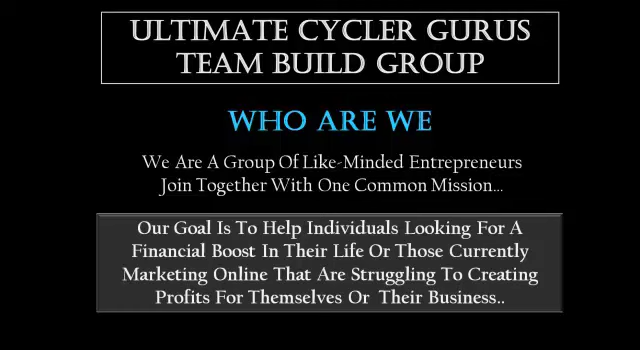 ULTIMATE CYCLER GURUS
TEAM BUILD GROUP
WHO ARE WE
We Are A Group Of Like-Minded Entrepreneurs
Join Together With One Common Mission...
Our Goal Is To Help Individuals Looking For A
Financial Boost In Their Life Or Those Currently
Marketing Online That Are Struggling To Creating
Profits For Themselves Or Their Business..